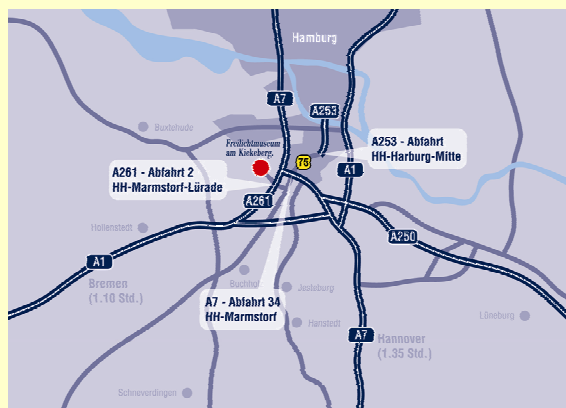 Hamburg
A7
A253
Buxtehude
Freilichtmuseum
am Kiekeberg.
75
A253 - Abfahrt
HH-Harburg-Mitte
A261 - Abfahrt 2
HH-Marmstorf-Lürade
A1
A261
Hollenstedt
A250
A1
Bremen
(1.10 Std.)
Buchholz
Jesteburg
A7 - Abfahrt 34
HH-Marmstorf
Hanstedt
Lüneburg
A7
Hannover
(1.35 Std.)
Schneverdingen